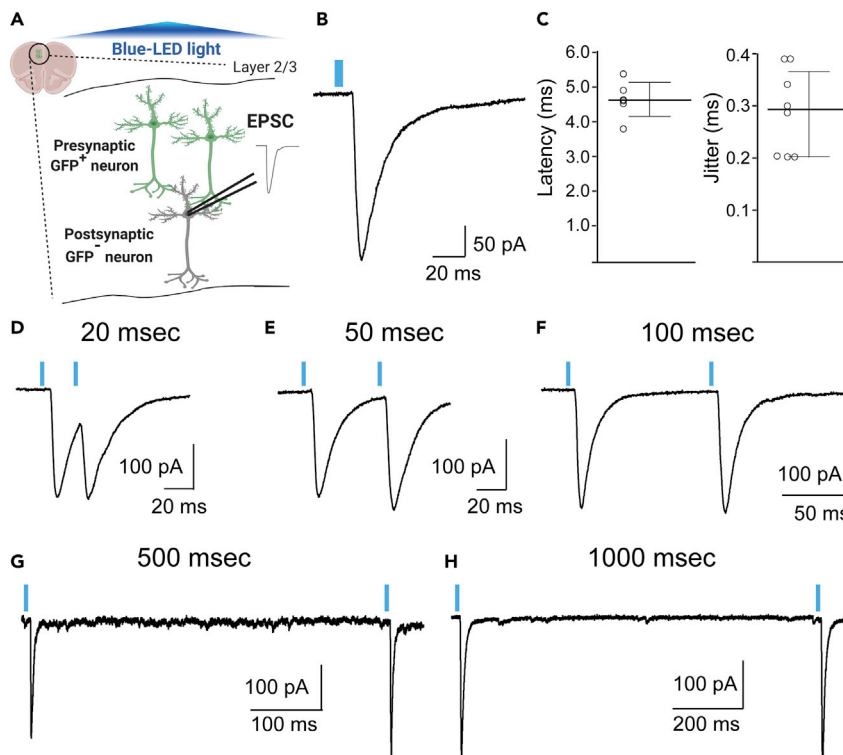 A
Blue-LED light
Layer 2/3
EPSC
Presynaptic
GFP+ neuron
Postsynaptic
GFP- neuron
B
50 pA
20 ms
C
Latency (ms)
6.0
5.0
4.0
3.0
2.0
1.0
Jitter (ms)
0.4
0.3
0.2
0.1
D
20 msec
100 pA
20 ms
E
50 msec
100 pA
20 ms
F
100 msec
100 pA
50 ms
G
500 msec
100 pA
100 ms
H
1000 msec
100 pA
200 ms